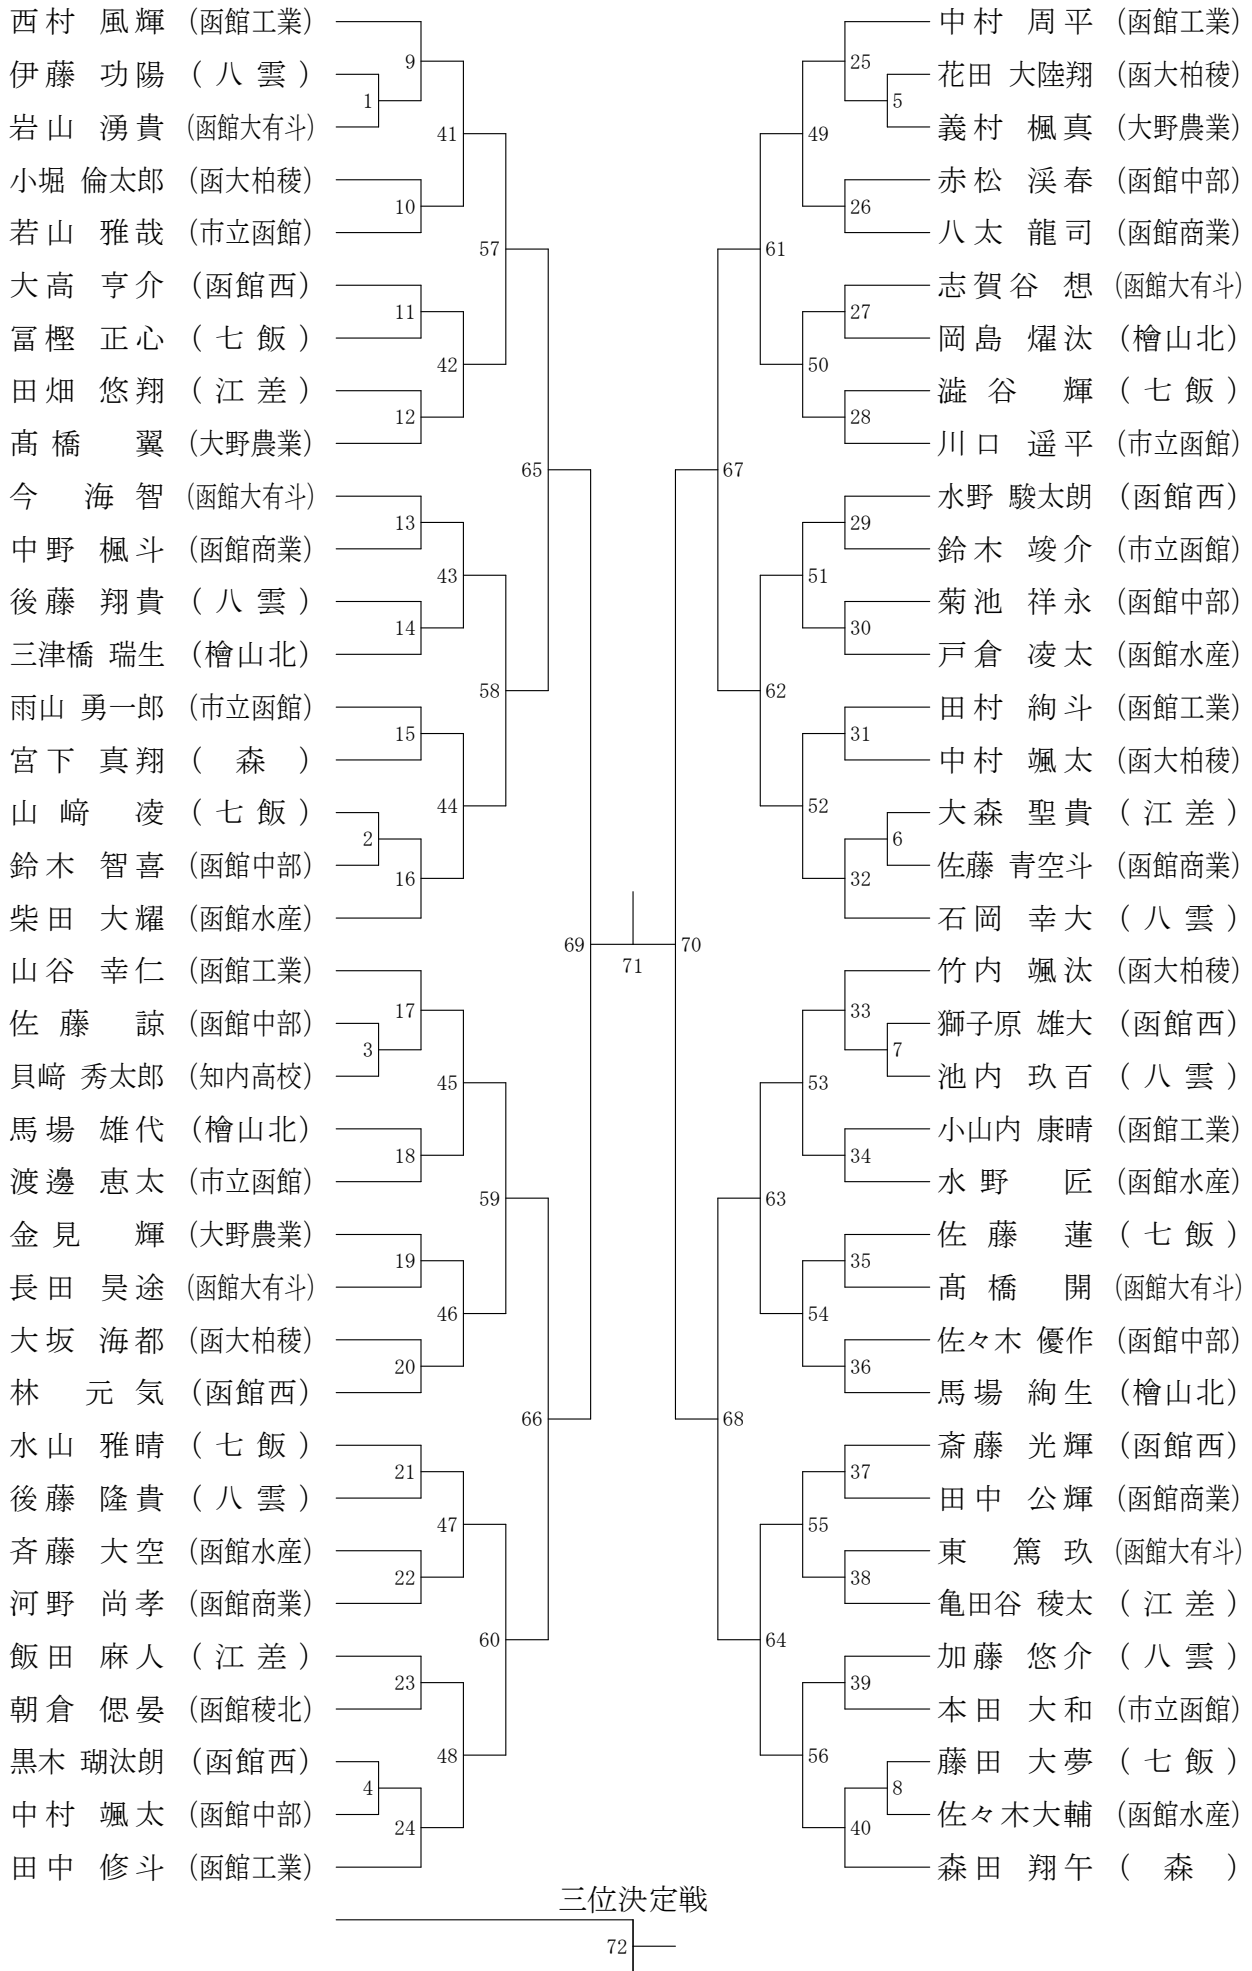 西村 風輝 (函館工業)
伊藤 功陽 (八雲)
岩山 湧貴 (函館大有斗)
小堀 倫太郎 (函大柏稜)
若山 雅哉 (市立函館)
大高 亨介 (函館西)
冨樫 正心 (七飯)
田畑 悠翔 (江差)
髙橋 翼 (大野農業)
今 海智 (函館大有斗)
中野 楓斗 (函館商業)
後藤 翔貴 (八雲)
三津橋 瑞生 (檜山北)
雨山 勇一郎 (市立函館)
宮下 真翔 (森)
山﨑 凌 (七飯)
鈴木 智喜 (函館中部)
柴田 大耀 (函館水産)
山谷 幸仁 (函館工業)
佐藤 諒 (函館中部)
貝﨑 秀太郎 (知内高校)
馬場 雄代 (檜山北)
渡邊 恵太 (市立函館)
金見 輝 (大野農業)
長田 昊途 (函館大有斗)
大坂 海都 (函大柏稜)
林 元気 (函館西)
水山 雅晴 (七飯)
後藤 隆貴 (八雲)
斉藤 大空 (函館水産)
河野 尚孝 (函館商業)
飯田 麻人 (江差)
朝倉 偲晏 (函館稜北)
黒木 瑚汰朗 (函館西)
中村 颯太 (函館中部)
田中 修斗 (函館工業)
1
2
3
4
9
10
11
12
13
14
15
16
17
18
19
20
21
22
23
24
41
42
43
44
45
46
47
48
57
58
59
60
65
66
69
71
70
67
68
61
62
63
64
49
50
51
52
53
54
55
56
25
26
27
28
29
30
31
32
33
34
35
36
37
38
39
40
5
6
7
8
中村 周平 (函館工業)
花田 大陸翔 (函大柏稜)
義村 楓真 (大野農業)
赤松 渓春 (函館中部)
八太 龍司 (函館商業)
志賀谷 想 (函館大有斗)
岡島 燿汰 (檜山北)
澁谷 輝 (七飯)
川口 遥平 (市立函館)
水野 駿太朗 (函館西)
鈴木 竣介 (市立函館)
菊池 祥永 (函館中部)
戸倉 凌太 (函館水産)
田村 絢斗 (函館工業)
中村 颯太 (函大柏稜)
大森 聖貴 (江差)
佐藤 青空斗 (函館商業)
石岡 幸大 (八雲)
竹内 颯汰 (函大柏稜)
獅子原 雄大 (函館西)
池内 玖百 (八雲)
小山内 康晴 (函館工業)
水野 匠 (函館水産)
佐藤 蓮 (七飯)
髙橋 開 (函館大有斗)
佐々木 優作 (函館中部)
馬場 絢生 (檜山北)
斎藤 光輝 (函館西)
田中 公輝 (函館商業)
東 篤玖 (函館大有斗)
亀田谷 稜太 (江差)
加藤 悠介 (八雲)
本田 大和 (市立函館)
藤田 大夢 (七飯)
佐々木大輔 (函館水産)
森田 翔午 (森)
三位決定戦
72